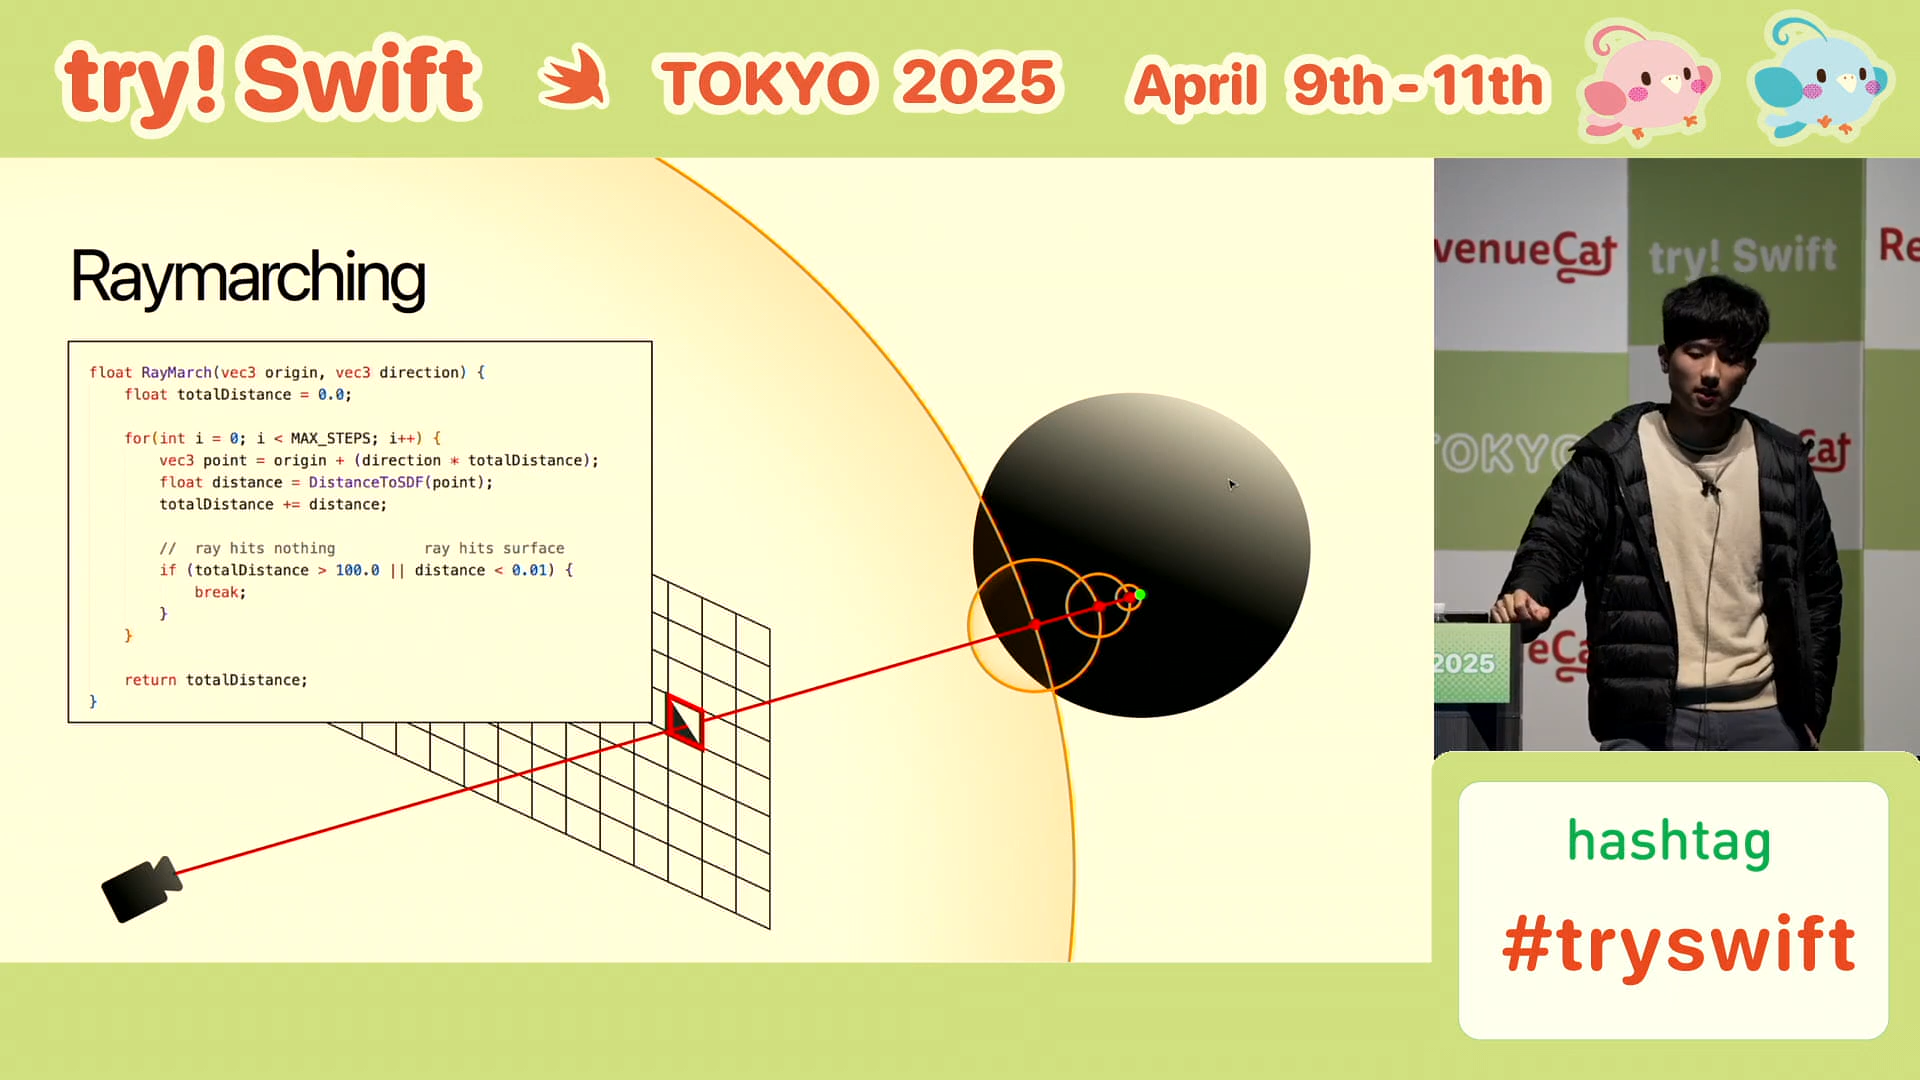 try! Swift TOKYO 2025 April 9th-11th
Raymarching
float RayMarch(vec3 origin, vec3 direction) {
    float totalDistance = 0.0;
    for(int i = 0; i < MAX_STEPS; i++) {
        vec3 point = origin + (direction * totalDistance);
        float distance = DistanceToSDF(point);
        totalDistance += distance;
        //  ray hits nothing          ray hits surface
        if (totalDistance > 100.0 || distance < 0.01) {
            break;
        }
    }
    return totalDistance;
}
venueCat try! Swift Re
TOKYO Cat
2025 eCa
hashtag
#tryswift